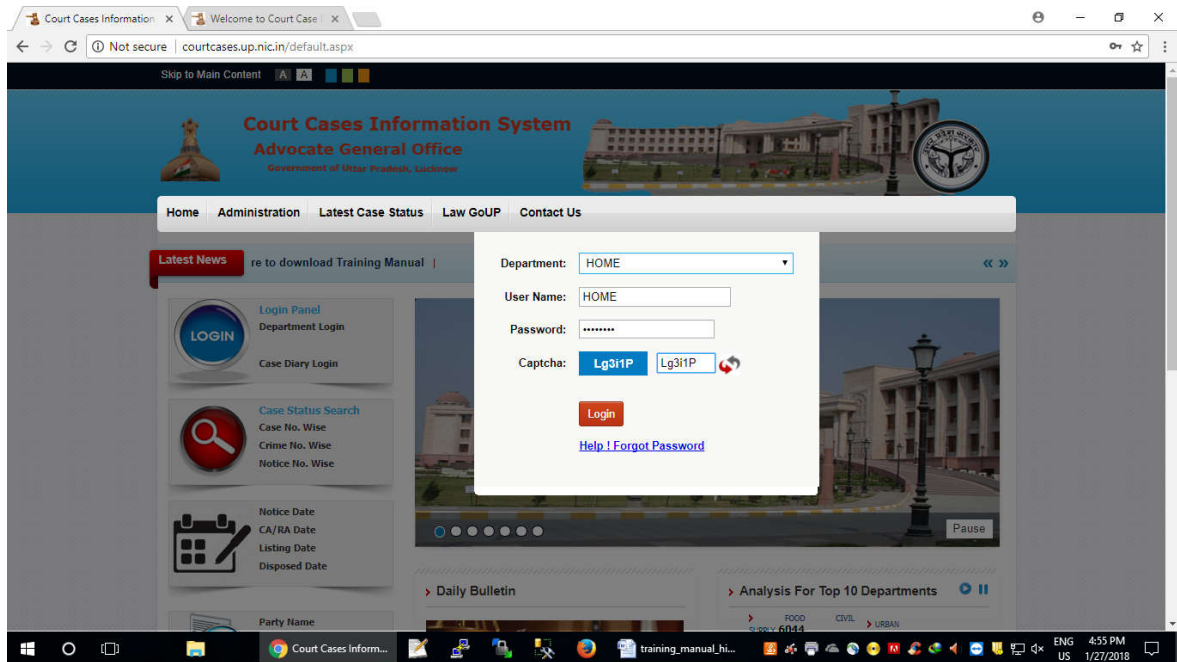 Court Cases Information
Welcome to Court Case
Not secure
courtcases.up.nic.in/default.aspx
Skip to Main Content A A
Court Cases Information System
Advocate General Office
Government of Uttar Pradesh, Lucknow
Home Administration Latest Case Status Law GoUP Contact Us
Latest News
re to download Training Manual |
Department: HOME
User Name: HOME
Password: ••••••••
Captcha: Lg3i1P Lg3i1P
Login
Help ! Forgot Password
LOGIN
Login Panel
Department Login
Case Diary Login
Case Status Search
Case No. Wise
Crime No. Wise
Notice No. Wise
Notice Date
CA/RA Date
Listing Date
Disposed Date
Party Name
Pause
Daily Bulletin
Analysis For Top 10 Departments
FOOD
SUPPLY 6044
CIVIL
URBAN
Court Cases Inform...
training_manual_hi...
ENG
US
4:55 PM
1/27/2018